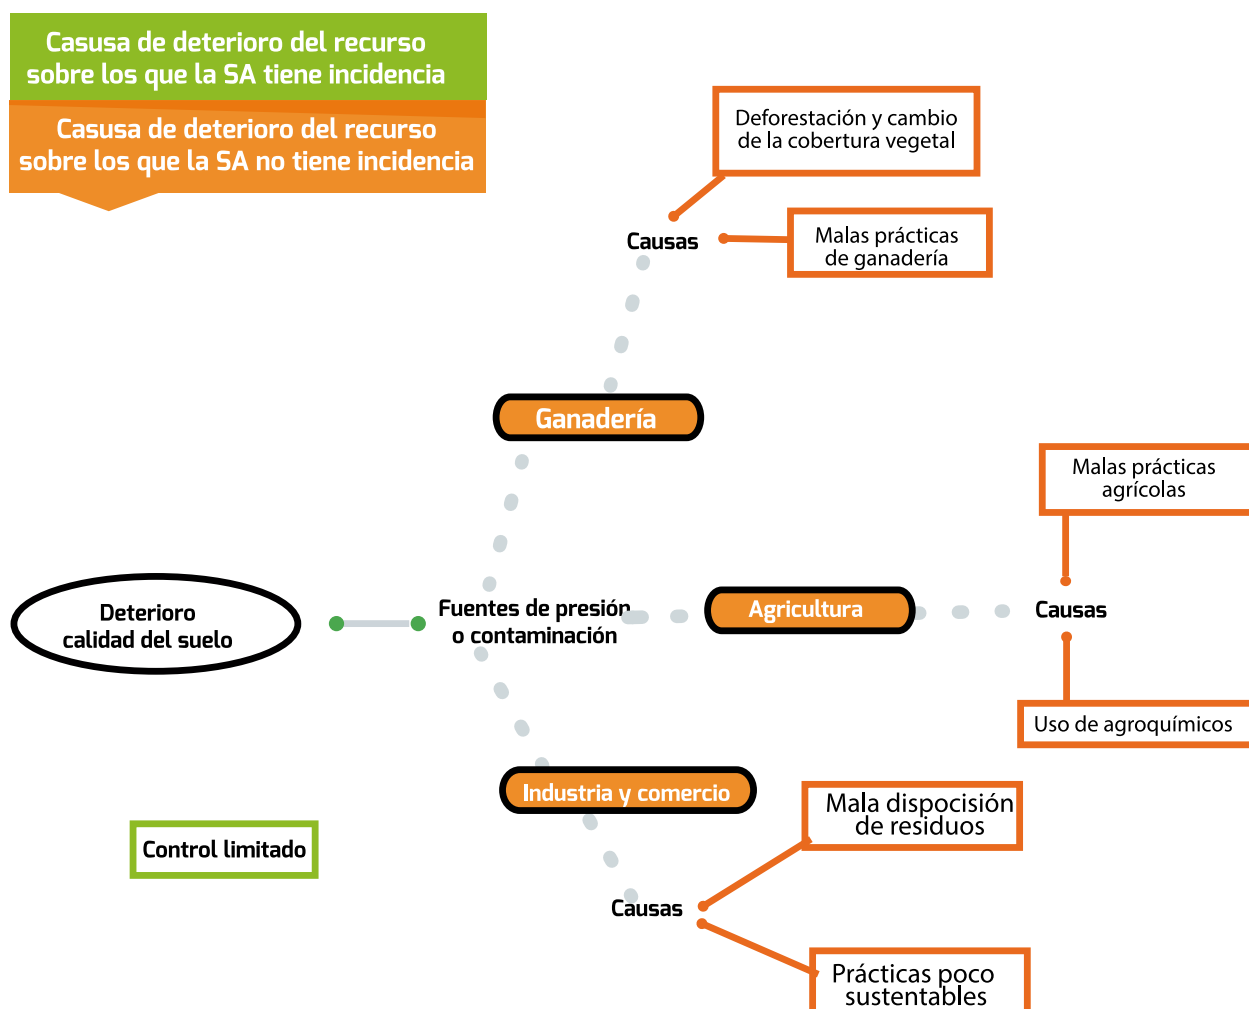 Casusa de deterioro del recurso
sobre los que la SA tiene incidencia
Casusa de deterioro del recurso
sobre los que la SA no tiene incidencia
Deforestación y cambio
de la cobertura vegetal
Causas
Malas prácticas
de ganadería
Ganadería
Malas prácticas
agrícolas
Deterioro
calidad del suelo
Fuentes de presión
o contaminación
Agricultura
Causas
Uso de agroquímicos
Industria y comercio
Mala dispocisión
de residuos
Control limitado
Causas
Prácticas poco
sustentables